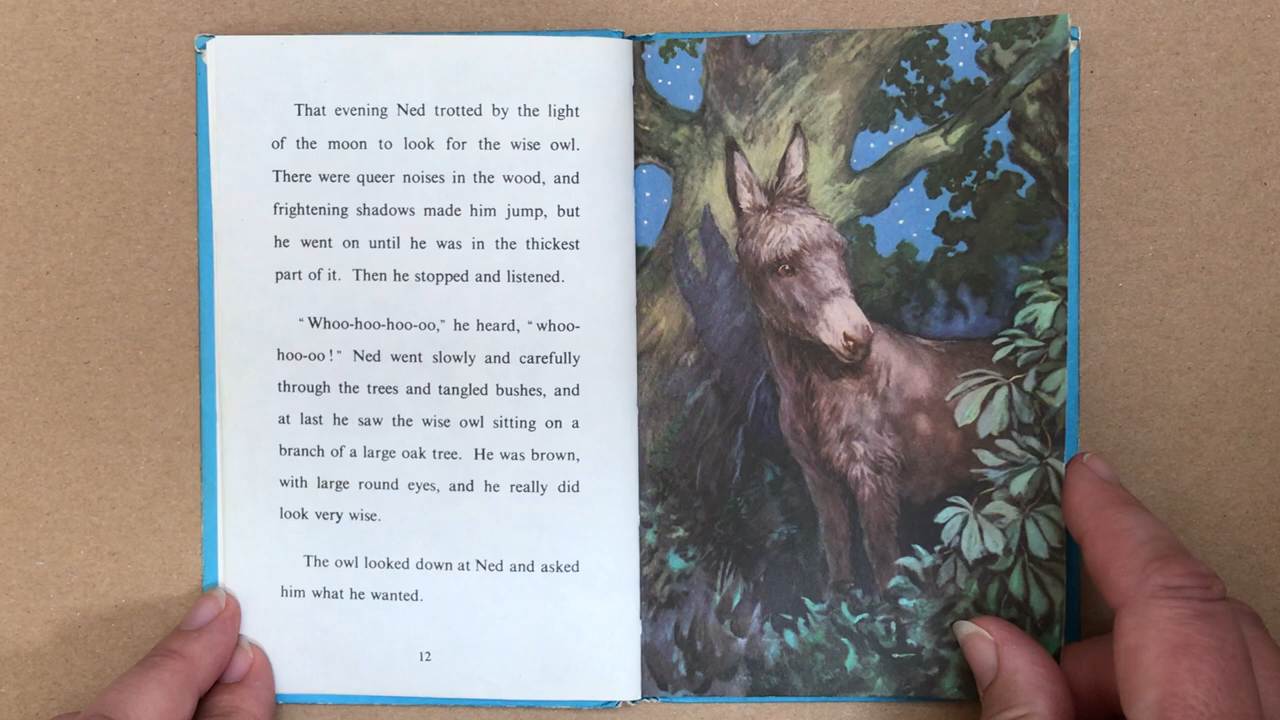 That evening Ned trotted by the light
of the moon to look for the wise owl.
There were queer noises in the wood, and
frightening shadows made him jump, but
he went on until he was in the thickest
part of it. Then he stopped and listened.
“Whoo-hoo-hoo-oo,” he heard, “whoo-
hoo-oo!” Ned went slowly and carefully
through the trees and tangled bushes, and
at last he saw the wise owl sitting on a
branch of a large oak tree. He was brown,
with large round eyes, and he really did
look very wise.
The owl looked down at Ned and asked
him what he wanted.
12